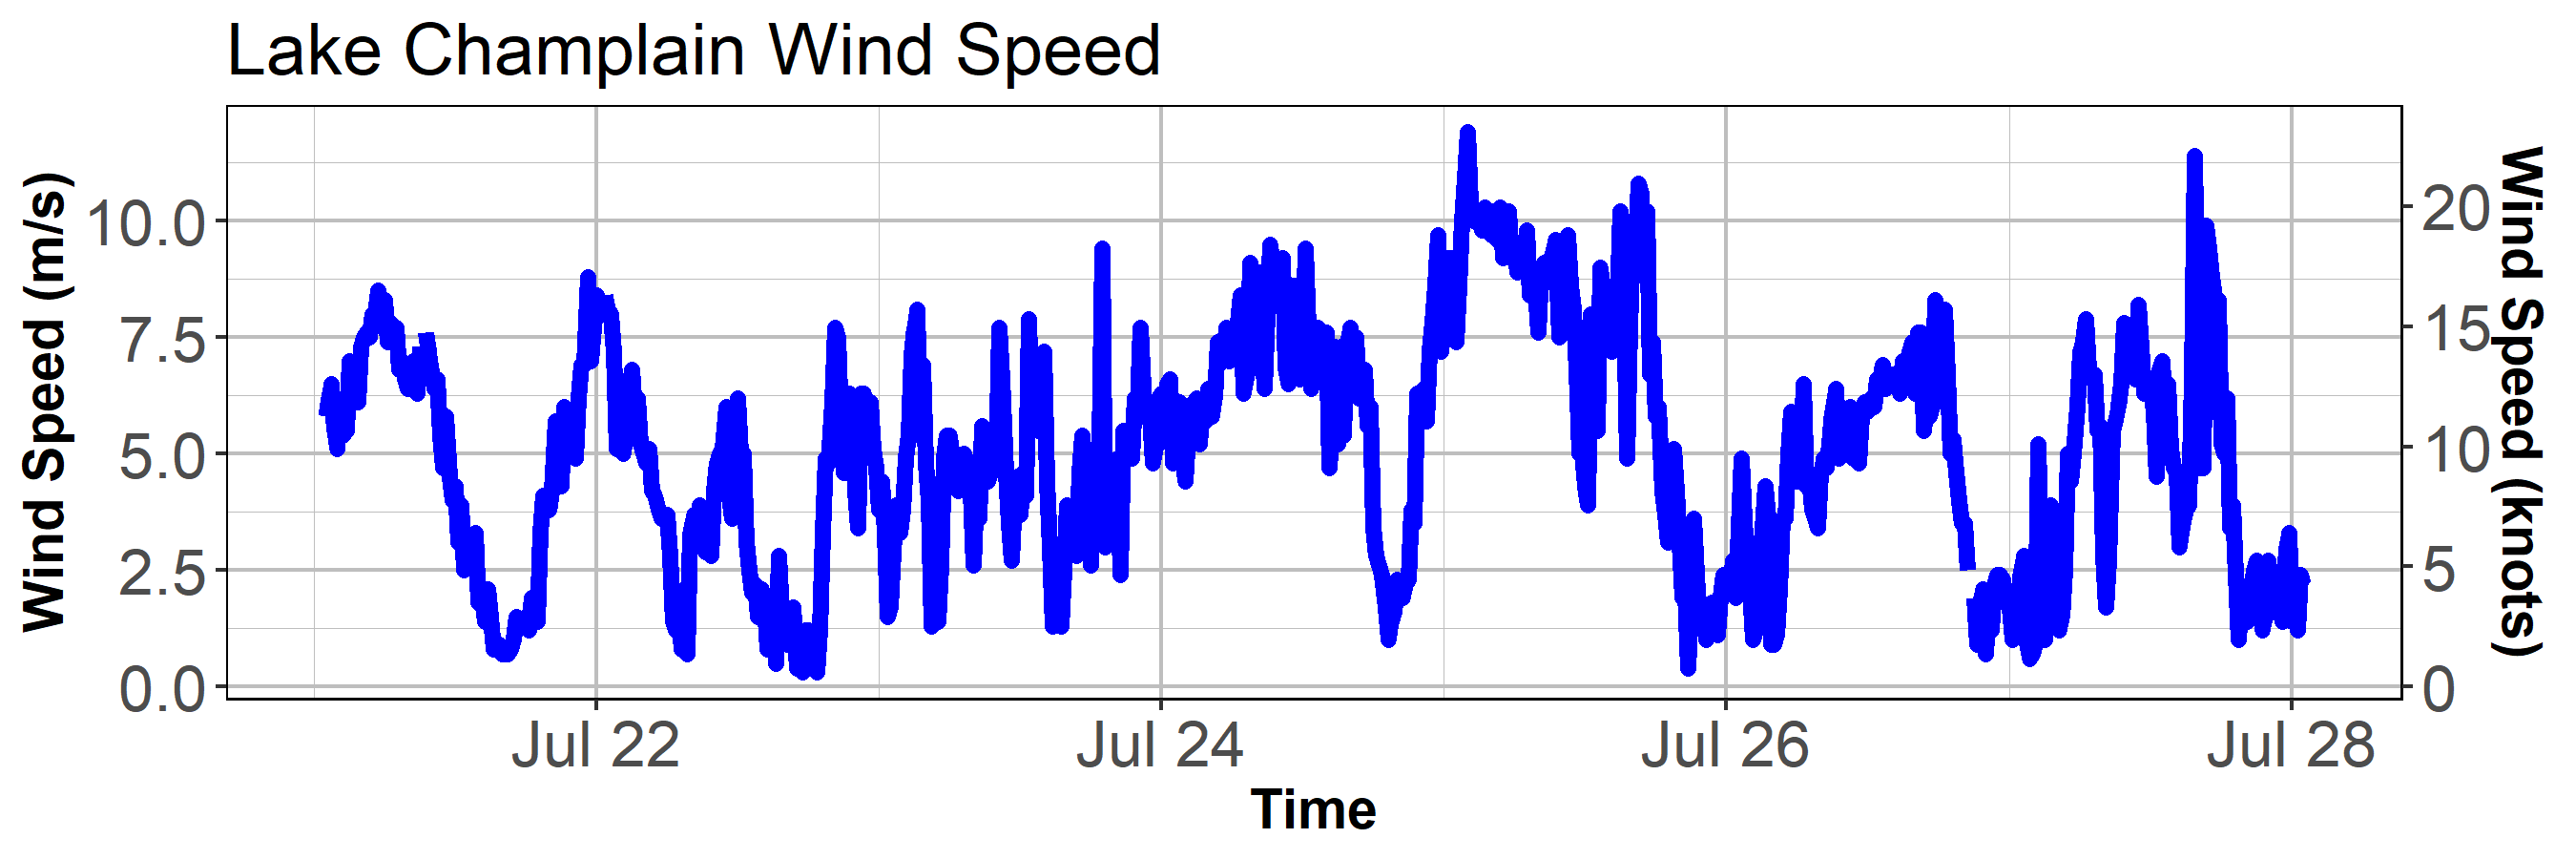 Lake Champlain Wind Speed
Wind Speed (m/s)
10.0
7.5
5.0
2.5
0.0
20
15
10
5
0
Wind Speed (knots)
Jul 22
Jul 24
Jul 26
Jul 28
Time